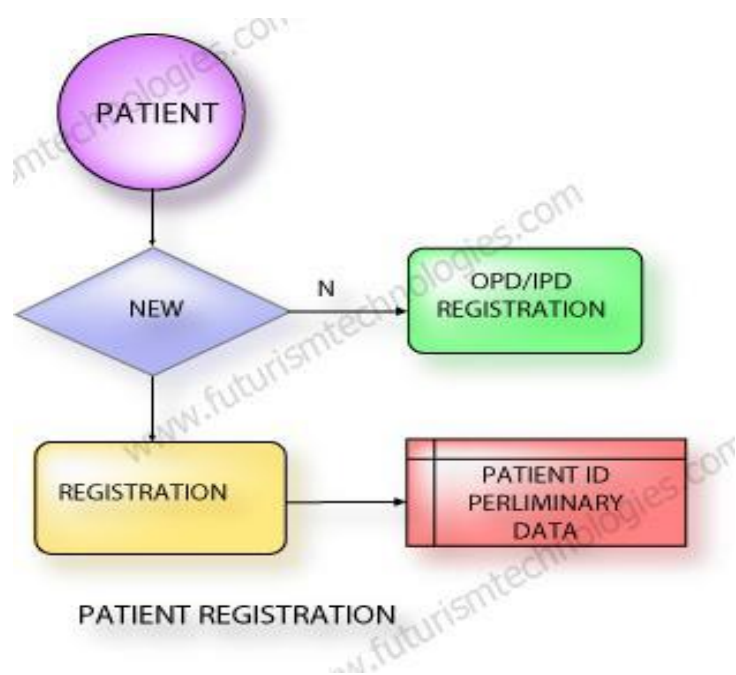 PATIENT
NEW
N
OPD/IPD
REGISTRATION
REGISTRATION
PATIENT ID
PERLIMINARY
DATA
PATIENT REGISTRATION
www.futurismtechnologies.com